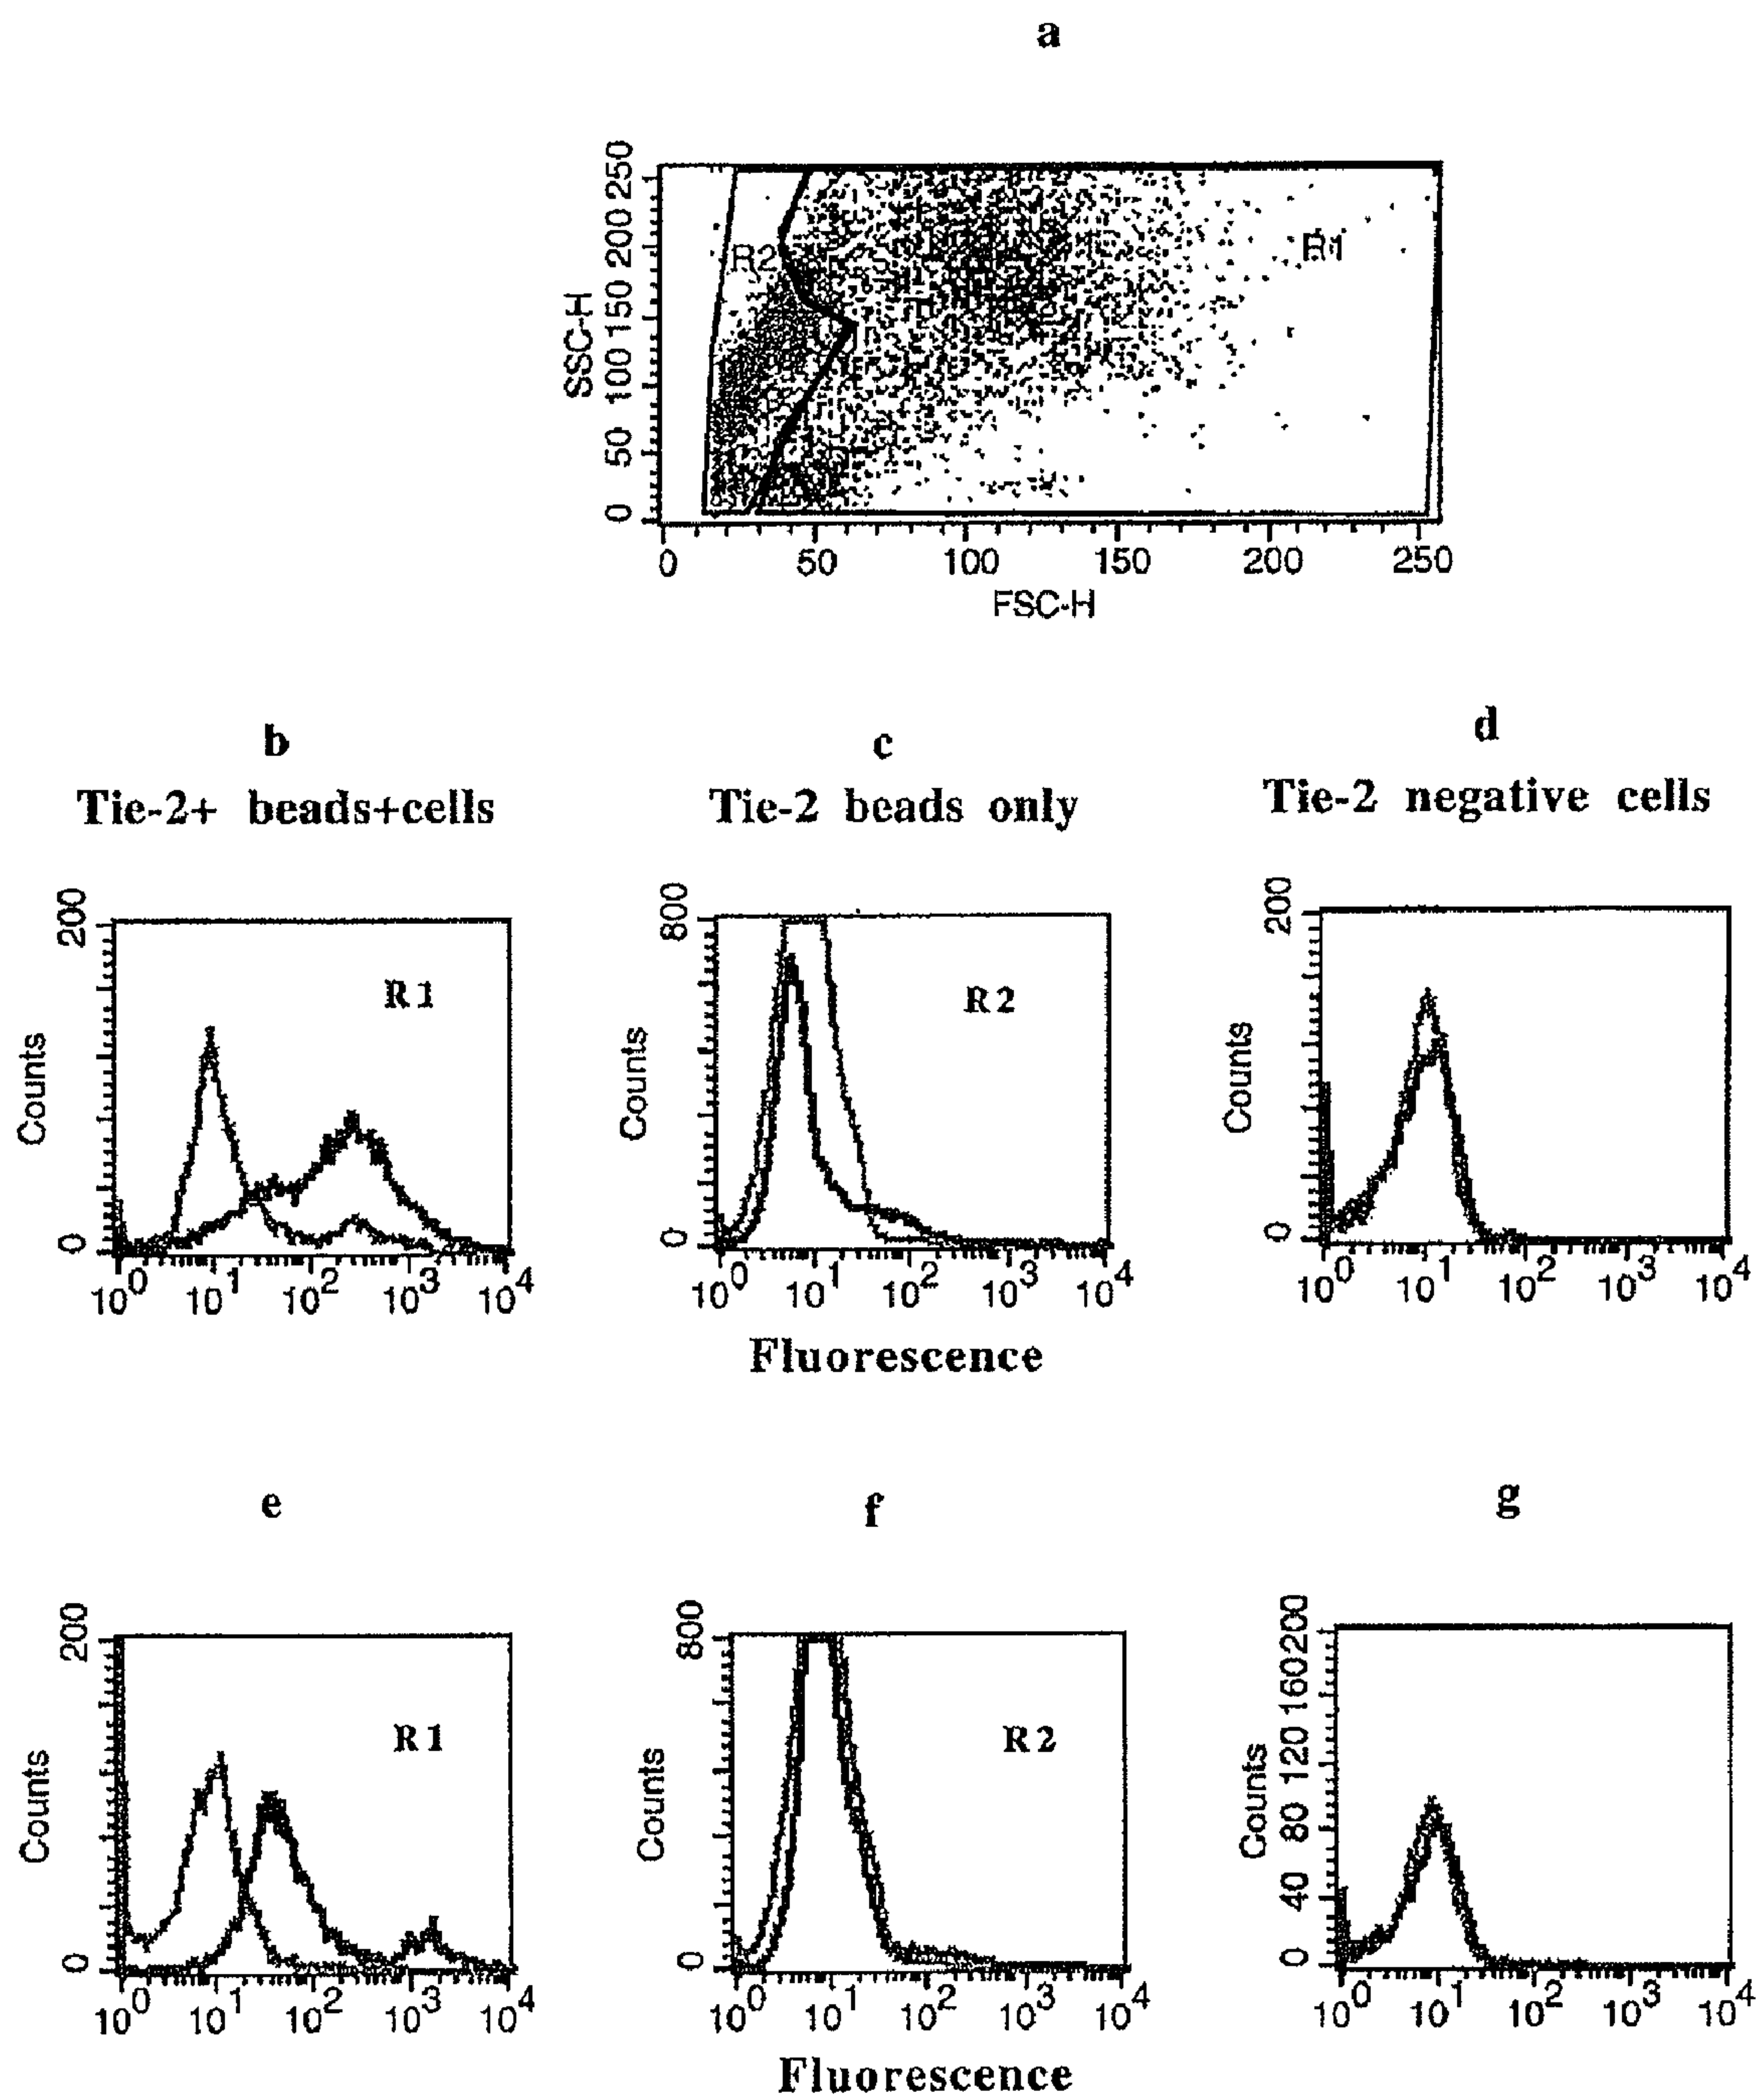 a
SSC-H
250
200
150
100
50
0
R2
R1
0 50 100 150 200 250
FSC-H
b
Tie-2+ beads+cells
c
Tie-2 beads only
d
Tie-2 negative cells
Counts
200
0
R1
10^0 10^1 10^2 10^3 10^4
Counts
800
0
R2
10^0 10^1 10^2 10^3 10^4
Counts
200
0
10^0 10^1 10^2 10^3 10^4
Fluorescence
e
f
g
Counts
200
0
R1
10^0 10^1 10^2 10^3 10^4
Counts
800
0
R2
10^0 10^1 10^2 10^3 10^4
Counts
200
160
120
80
40
0
10^0 10^1 10^2 10^3 10^4
Fluorescence